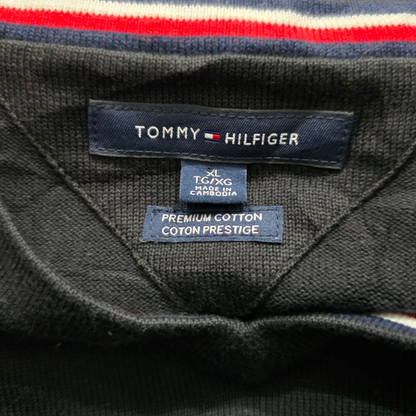 TOMMY HILFIGER
XL
TG/XG
MADE IN
CAMBODIA
PREMIUM COTTON
COTON PRESTIGE